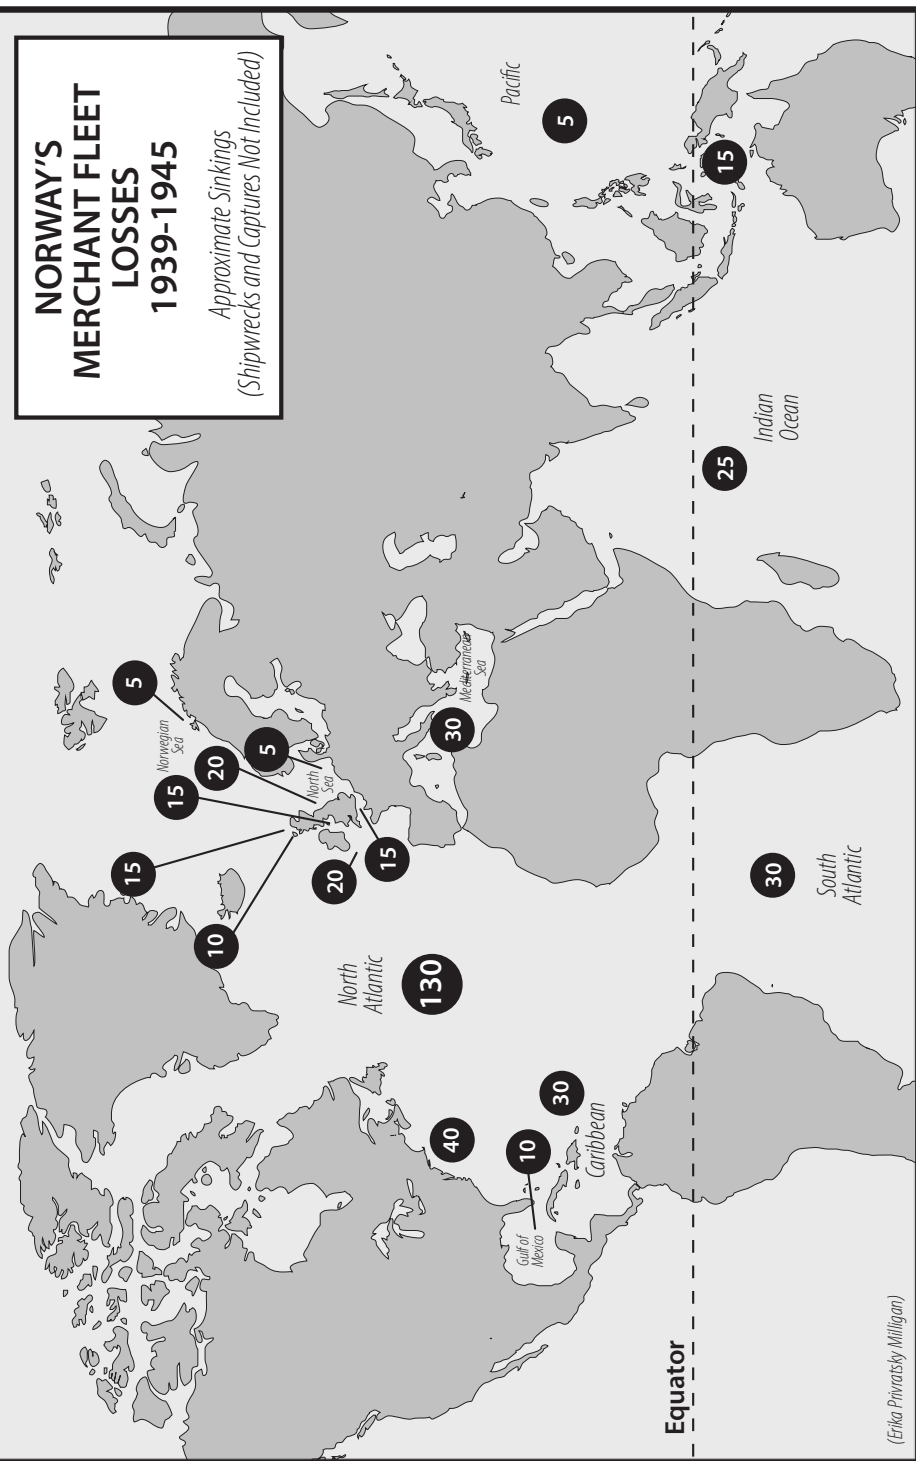 NORWAY'S
MERCHANT FLEET
LOSSES
1939-1945
Approximate Sinkings
(Shipwrecks and Captures Not Included)
5
Norwegian
Sea
15
20
5
North
Sea
15
10
20
15
30
Mediterranean
Sea
Pacific
5
15
North
Atlantic
130
40
10
30
Gulf of
Mexico
Caribbean
25
Indian
Ocean
30
South
Atlantic
Equator
(Erika Privratsky Milligan)